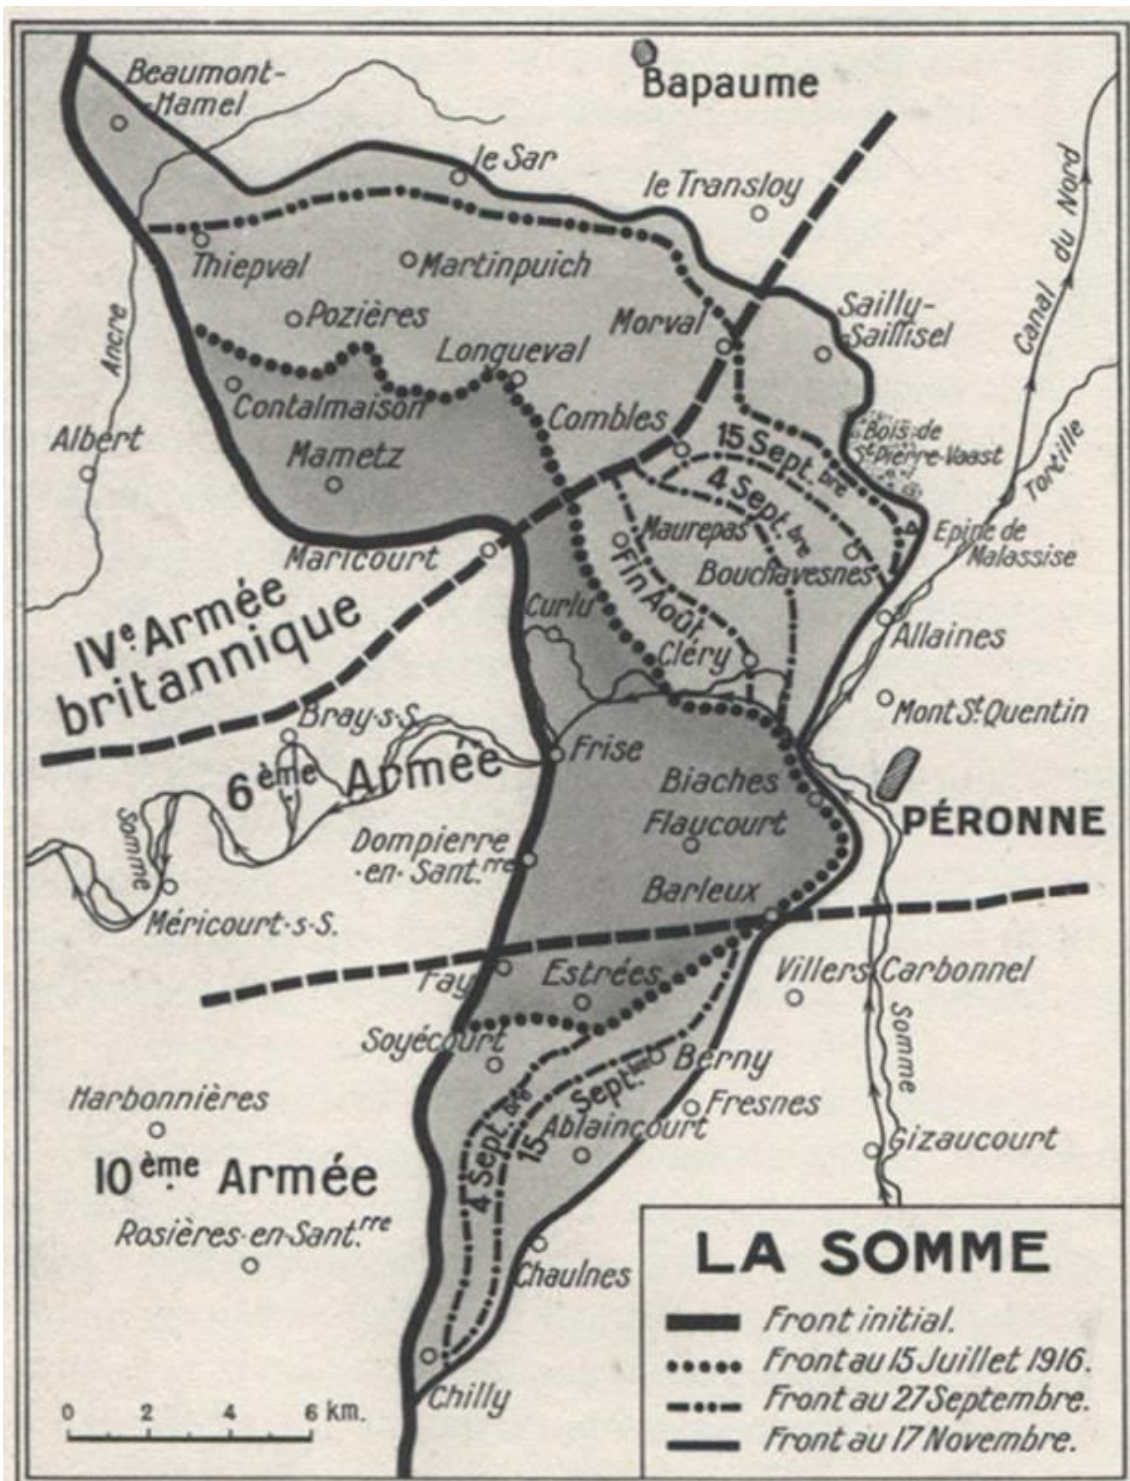 Beaumont-
-Hamel
Bapaume
le Sar
le Transloy
Canal du Nord
Thiepval
Martinpuich
Sailly-
-Saillisel
Ancre
Pozières
Morval
Longueval
Contalmaison
Combles
Albert
Mametz
15 Sept.bre
Bois de
St Pierre-Vaast
Tortille
4 Sept.bre
Maricourt
Maurepas
Epine de
Malassise
Bouchavesnes
Fin Août
IVe Armée
britannique
Curlu
Cléry
Allaines
Bray-s-S.
Mont St Quentin
Frise
6ème Armée
Biaches
Somme
Flaucourt
PÉRONNE
Dompierre
-en-Sant.rre
Barleux
Méricourt-s-S.
Fay
Estrées
Villers Carbonnel
Soyécourt
Somme
Berny
Harbonnières
4 Sept.bre
15 Sept.bre
Ablaincourt
Fresnes
Gizaucourt
10ème Armée
Rosières-en-Sant.rre
Chaulnes
Chilly
0 2 4 6 km.
LA SOMME
Front initial.
Front au 15 Juillet 1916.
Front au 27 Septembre.
Front au 17 Novembre.